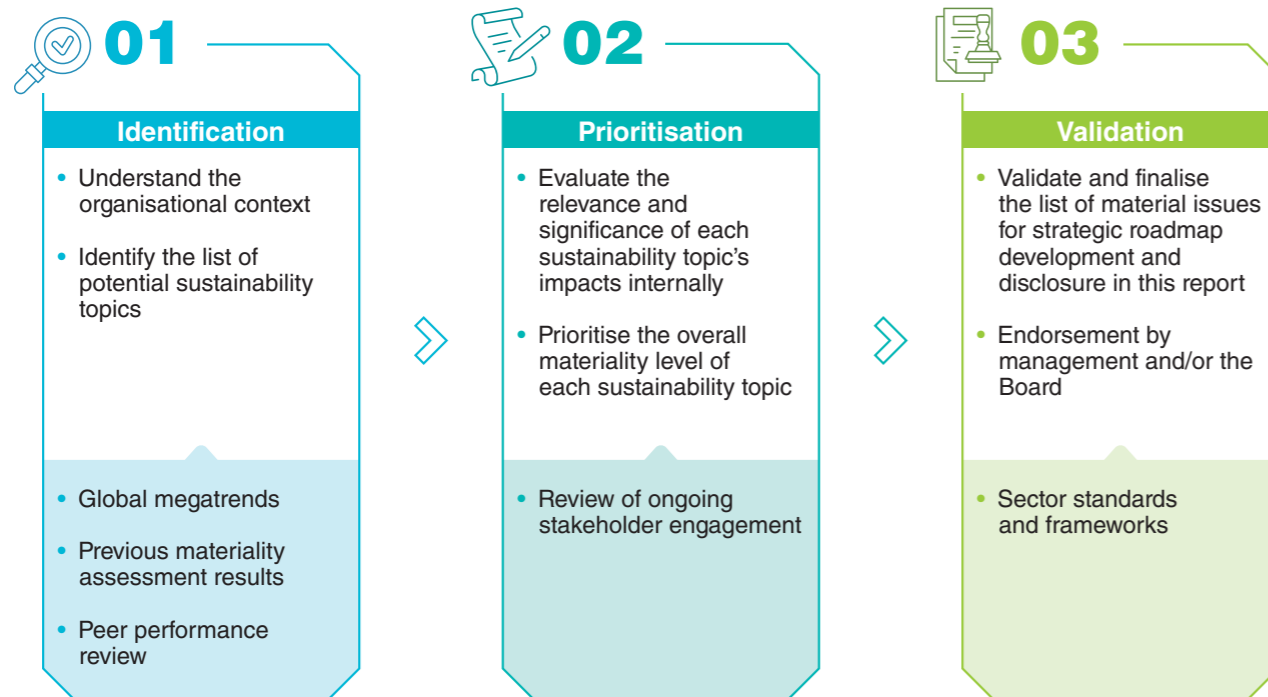 01
Identification
• Understand the
organisational context
• Identify the list of
potential sustainability
topics
• Global megatrends
• Previous materiality
assessment results
• Peer performance
review
02
Prioritisation
• Evaluate the
relevance and
significance of each
sustainability topic’s
impacts internally
• Prioritise the overall
materiality level of
each sustainability topic
• Review of ongoing
stakeholder engagement
03
Validation
• Validate and finalise
the list of material issues
for strategic roadmap
development and
disclosure in this report
• Endorsement by
management and/or the
Board
• Sector standards
and frameworks